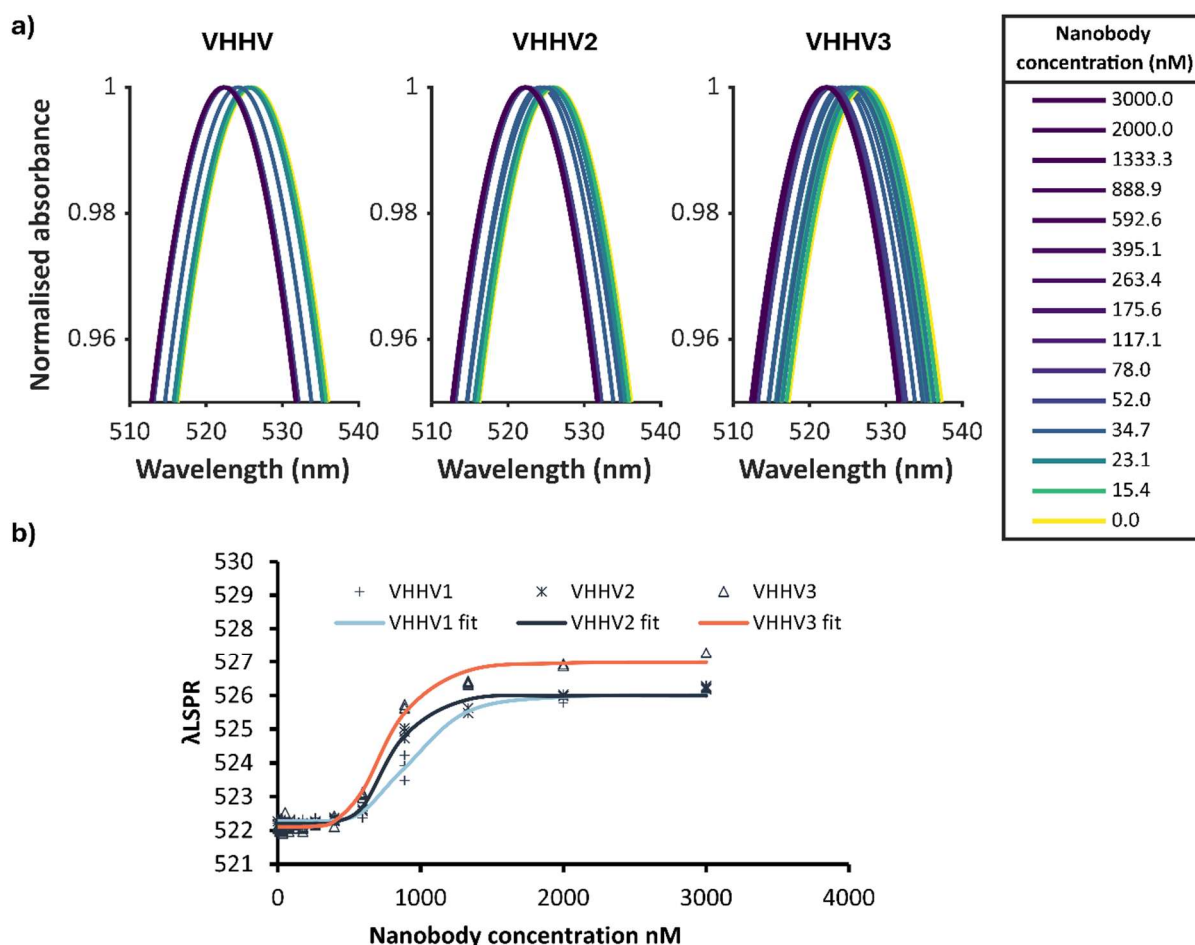 a)
VHHV
VHHV2
VHHV3
Normalised absorbance
1
0.98
0.96
510 520 530 540
Wavelength (nm)
1
0.98
0.96
510 520 530 540
Wavelength (nm)
1
0.98
0.96
510 520 530 540
Wavelength (nm)
Nanobody
concentration (nM)
3000.0
2000.0
1333.3
888.9
592.6
395.1
263.4
175.6
117.1
78.0
52.0
34.7
23.1
15.4
0.0
b)
λLSPR
530
529
528
527
526
525
524
523
522
521
VHHV1 VHHV2 VHHV3
VHHV1 fit VHHV2 fit VHHV3 fit
0 1000 2000 3000 4000
Nanobody concentration nM